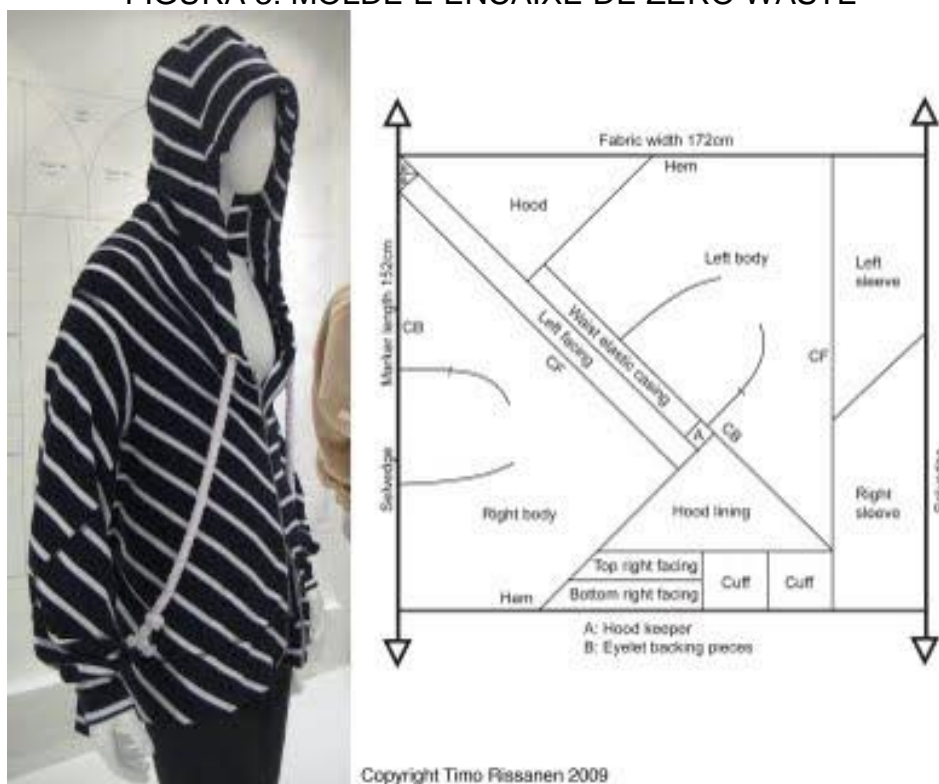 FIGURA 3: MOLDE E ENCAIXE DE ZERO WASTE
Fabric width 172cm
Hem
Hood
Left body
Left
sleeve
Marker length 152cm
CB
Waist elastic casing
Left facing
CF
CF
A
CB
Selvedge
Right body
Hood lining
Right
sleeve
Top right facing
Bottom right facing
Cuff
Cuff
Hem
A: Hood keeper
B: Eyelet backing pieces
Copyright Timo Rissanen 2009